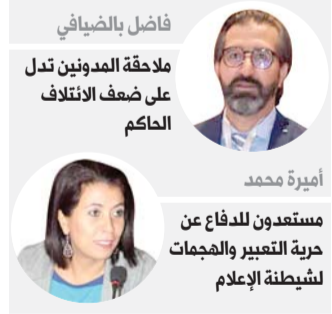 فاضل بالضيافي
ملاحقة المدونين تدل
على ضعف الائتلاف
الحاكم
أميرة محمد
مستعدون للدفاع عن
حرية التعبير والهجمات
لشيطنة الإعلام